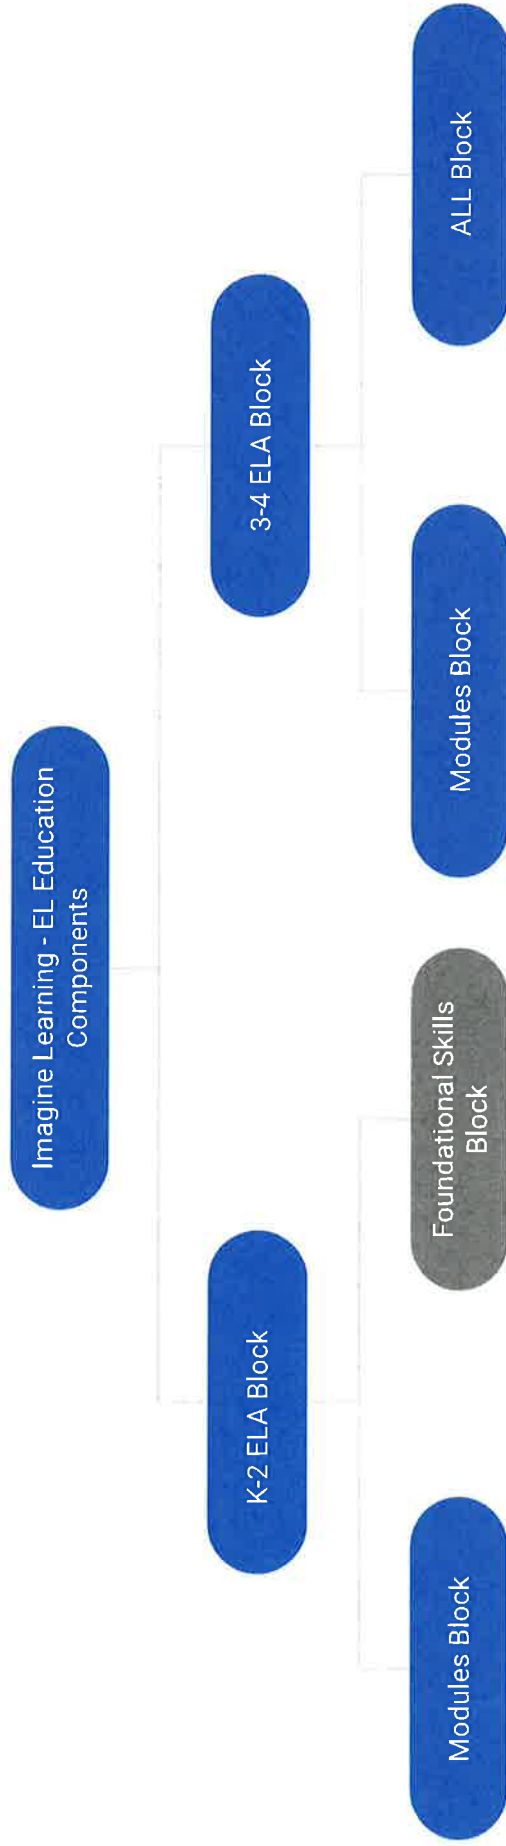 Imagine Learning - EL Education
Components
K-2 ELA Block
3-4 ELA Block
Modules Block
Foundational Skills
Block
Modules Block
ALL Block